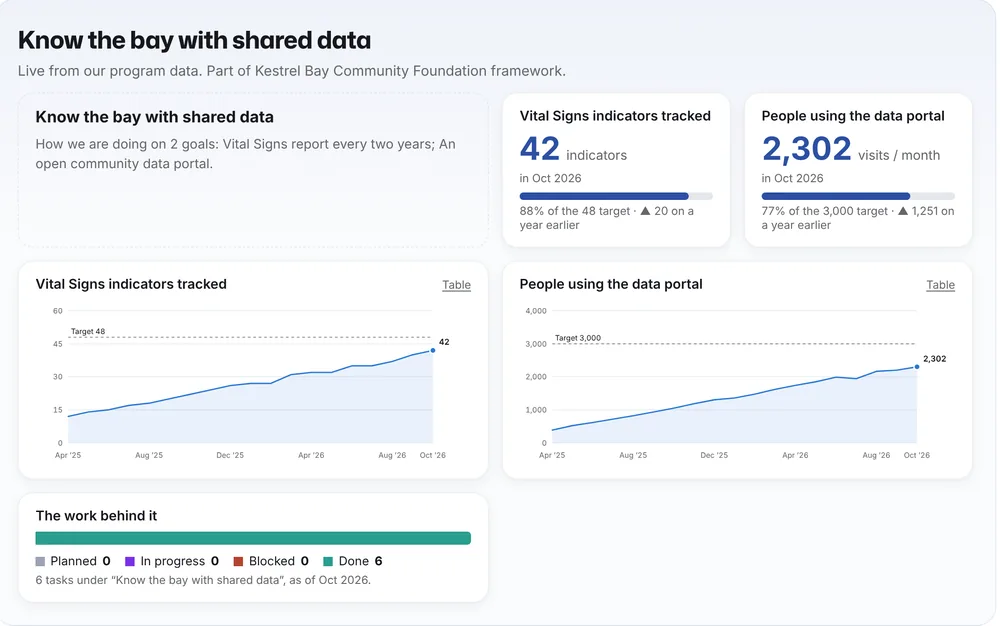 Know the bay with shared data
Live from our program data. Part of Kestrel Bay Community Foundation framework.
Know the bay with shared data
How we are doing on 2 goals: Vital Signs report every two years; An
open community data portal.
Vital Signs indicators tracked
42 indicators
in Oct 2026
88% of the 48 target · ▲ 20 on a
year earlier
People using the data portal
2,302 visits / month
in Oct 2026
77% of the 3,000 target · ▲ 1,251 on
a year earlier
Vital Signs indicators tracked
Table
60
Target 48
45
42
30
15
0
Apr '25
Aug '25
Dec '25
Apr '26
Aug '26
Oct '26
People using the data portal
Table
4,000
Target 3,000
3,000
2,302
2,000
1,000
0
Apr '25
Aug '25
Dec '25
Apr '26
Aug '26
Oct '26
The work behind it
Planned 0
In progress 0
Blocked 0
Done 6
6 tasks under “Know the bay with shared data”, as of Oct 2026.